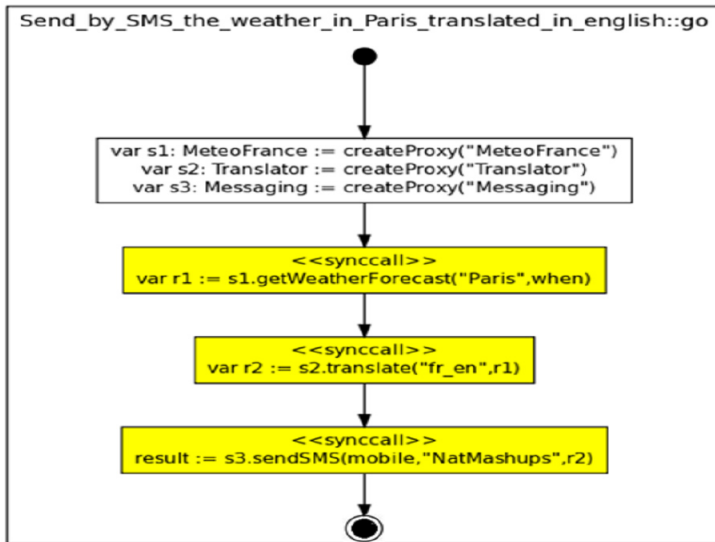 Send_by_SMS_the_weather_in_Paris_translated_in_english::go
var s1: MeteoFrance := createProxy("MeteoFrance")
var s2: Translator := createProxy("Translator")
var s3: Messaging := createProxy("Messaging")
<<synccall>>
var r1 := s1.getWeatherForecast("Paris",when)
<<synccall>>
var r2 := s2.translate("fr_en",r1)
<<synccall>>
result := s3.sendSMS(mobile,"NatMashups",r2)